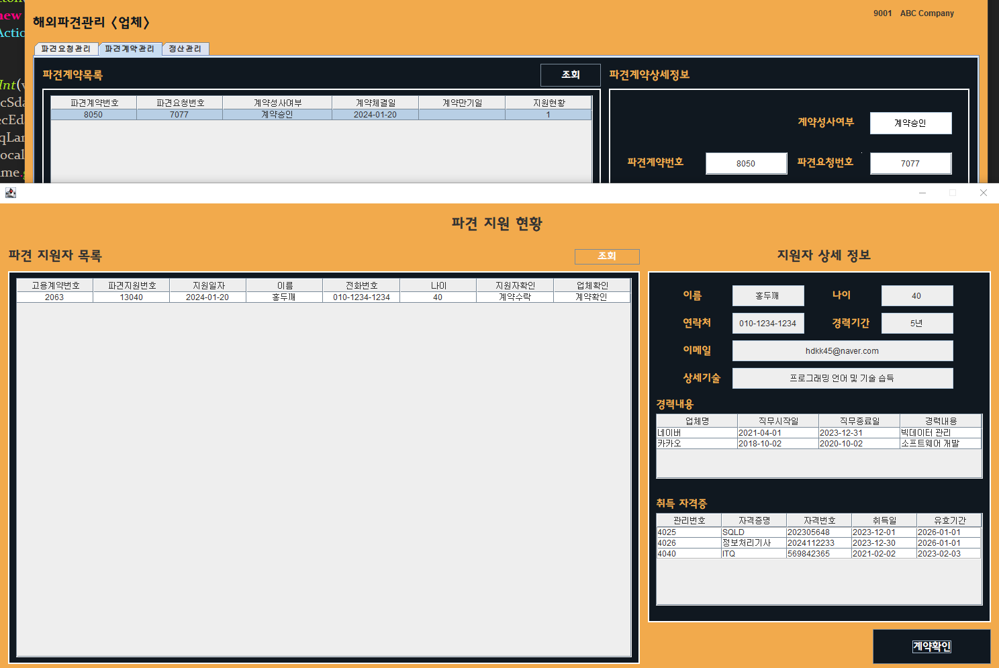 new
Actio
Int(v
cSda
ecEd
qLan
ocal
me.g
해외파견관리 〈업체〉
9001 ABC Company
파견요청관리 파견계약관리 정산관리
파견계약목록 조회 파견계약상세정보
파견계약번호 파견요청번호 계약성사여부 계약체결일 계약만기일 지원현황
8050 7077 계약승인 2024-01-20 1
계약성사여부 계약승인
파견계약번호 8050 파견요청번호 7077
파견 지원 현황
파견 지원자 목록 조회 지원자 상세 정보
고용계약번호 파견지원번호 지원일자 이름 전화번호 나이 지원자확인 업체확인
2063 13040 2024-01-20 홍두깨 010-1234-1234 40 계약수락 계약확인
이름 홍두깨 나이 40
연락처 010-1234-1234 경력기간 5년
이메일 hdkk45@naver.com
상세기술 프로그래밍 언어 및 기술 습득
경력내용
업체명 직무시작일 직무종료일 경력내용
네이버 2021-04-01 2023-12-31 빅데이터 관리
카카오 2018-10-02 2020-10-02 소프트웨어 개발
취득 자격증
관리번호 자격증명 자격번호 취득일 유효기간
4025 SQLD 202305648 2023-12-01 2026-01-01
4026 정보처리기사 2024112233 2023-12-30 2026-01-01
4040 ITQ 569842365 2021-02-02 2023-02-03
계약확인